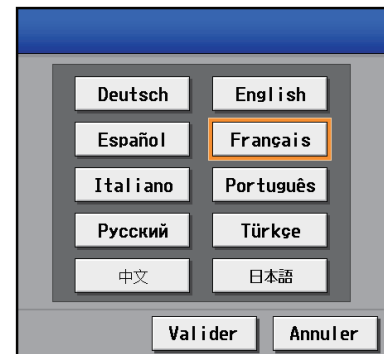 Deutsch English
Español Français
Italiano Português
Русский Türkçe
中文 日本語
Valider Annuler